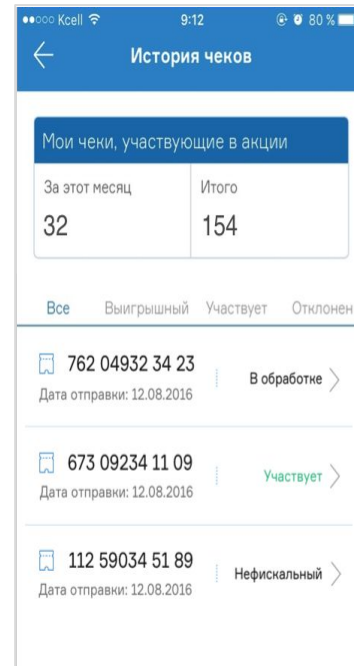 Kcell 9:12 80 %
История чеков
Мои чеки, участвующие в акции
За этот месяц Итого
32 154
Все Выигрышный Участвует Отклонен
762 04932 34 23
В обработке
Дата отправки: 12.08.2016
673 09234 11 09
Участвует
Дата отправки: 12.08.2016
112 59034 51 89
Нефискальный
Дата отправки: 12.08.2016